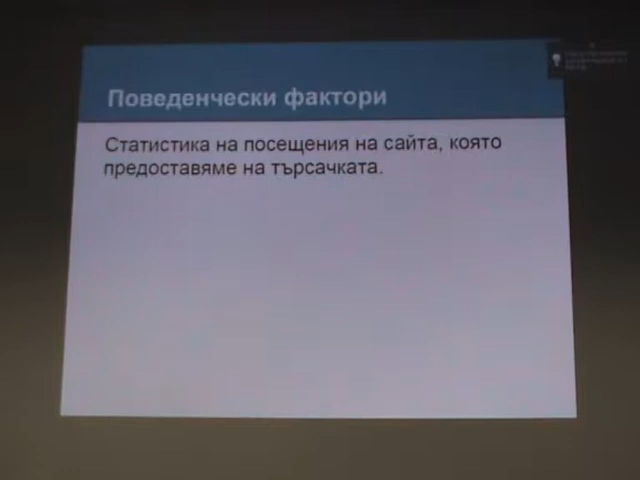 Поведенчески фактори
Статистика на посещения на сайта, която
предоставяме на търсачката.